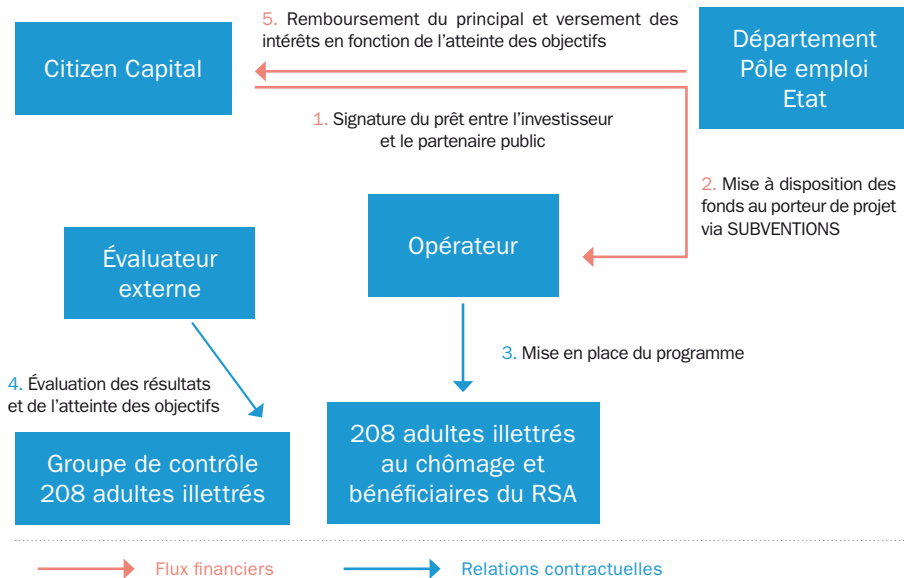 5. Remboursement du principal et versement des
intérêts en fonction de l'atteinte des objectifs
Citizen Capital
Département
Pôle emploi
Etat
1. Signature du prêt entre l'investisseur
et le partenaire public
2. Mise à disposition des
fonds au porteur de projet
via SUBVENTIONS
Opérateur
Évaluateur
externe
3. Mise en place du programme
4. Évaluation des résultats
et de l'atteinte des objectifs
Groupe de contrôle
208 adultes illettrés
208 adultes illettrés
au chômage et
bénéficiaires du RSA
Flux financiers
Relations contractuelles